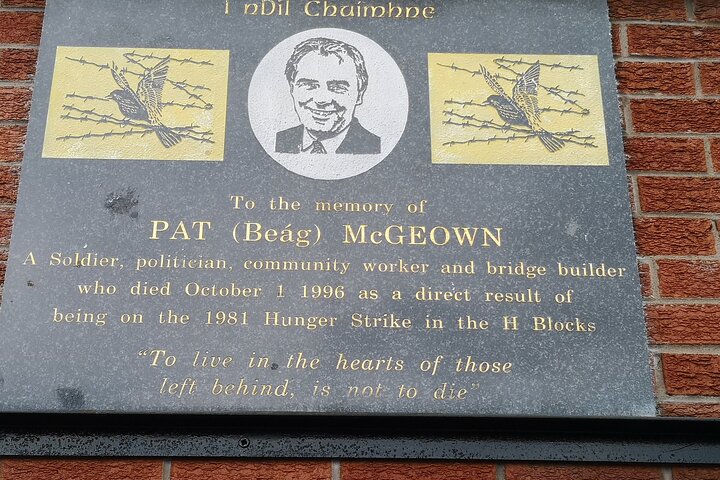 I nDíl Chuimhne
To the memory of
PAT (Beág) McGEOWN
A Soldier, politician, community worker and bridge builder
who died October 1 1996 as a direct result of
being on the 1981 Hunger Strike in the H Blocks
“To live in the hearts of those
left behind, is not to die”